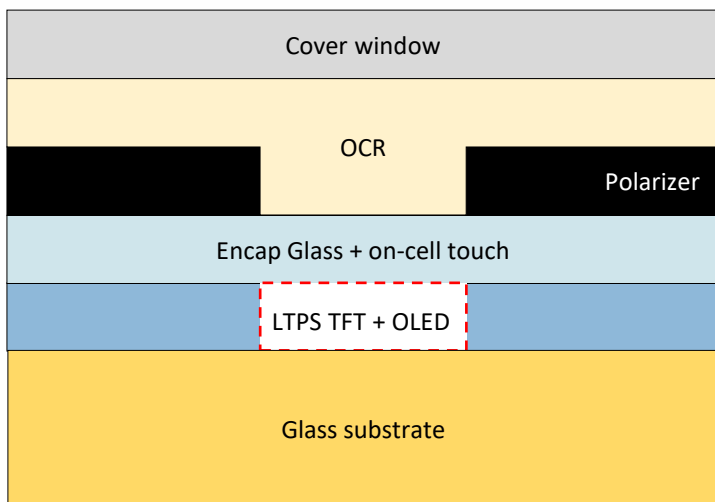 Cover window
OCR
Polarizer
Encap Glass + on-cell touch
LTPS TFT + OLED
Glass substrate